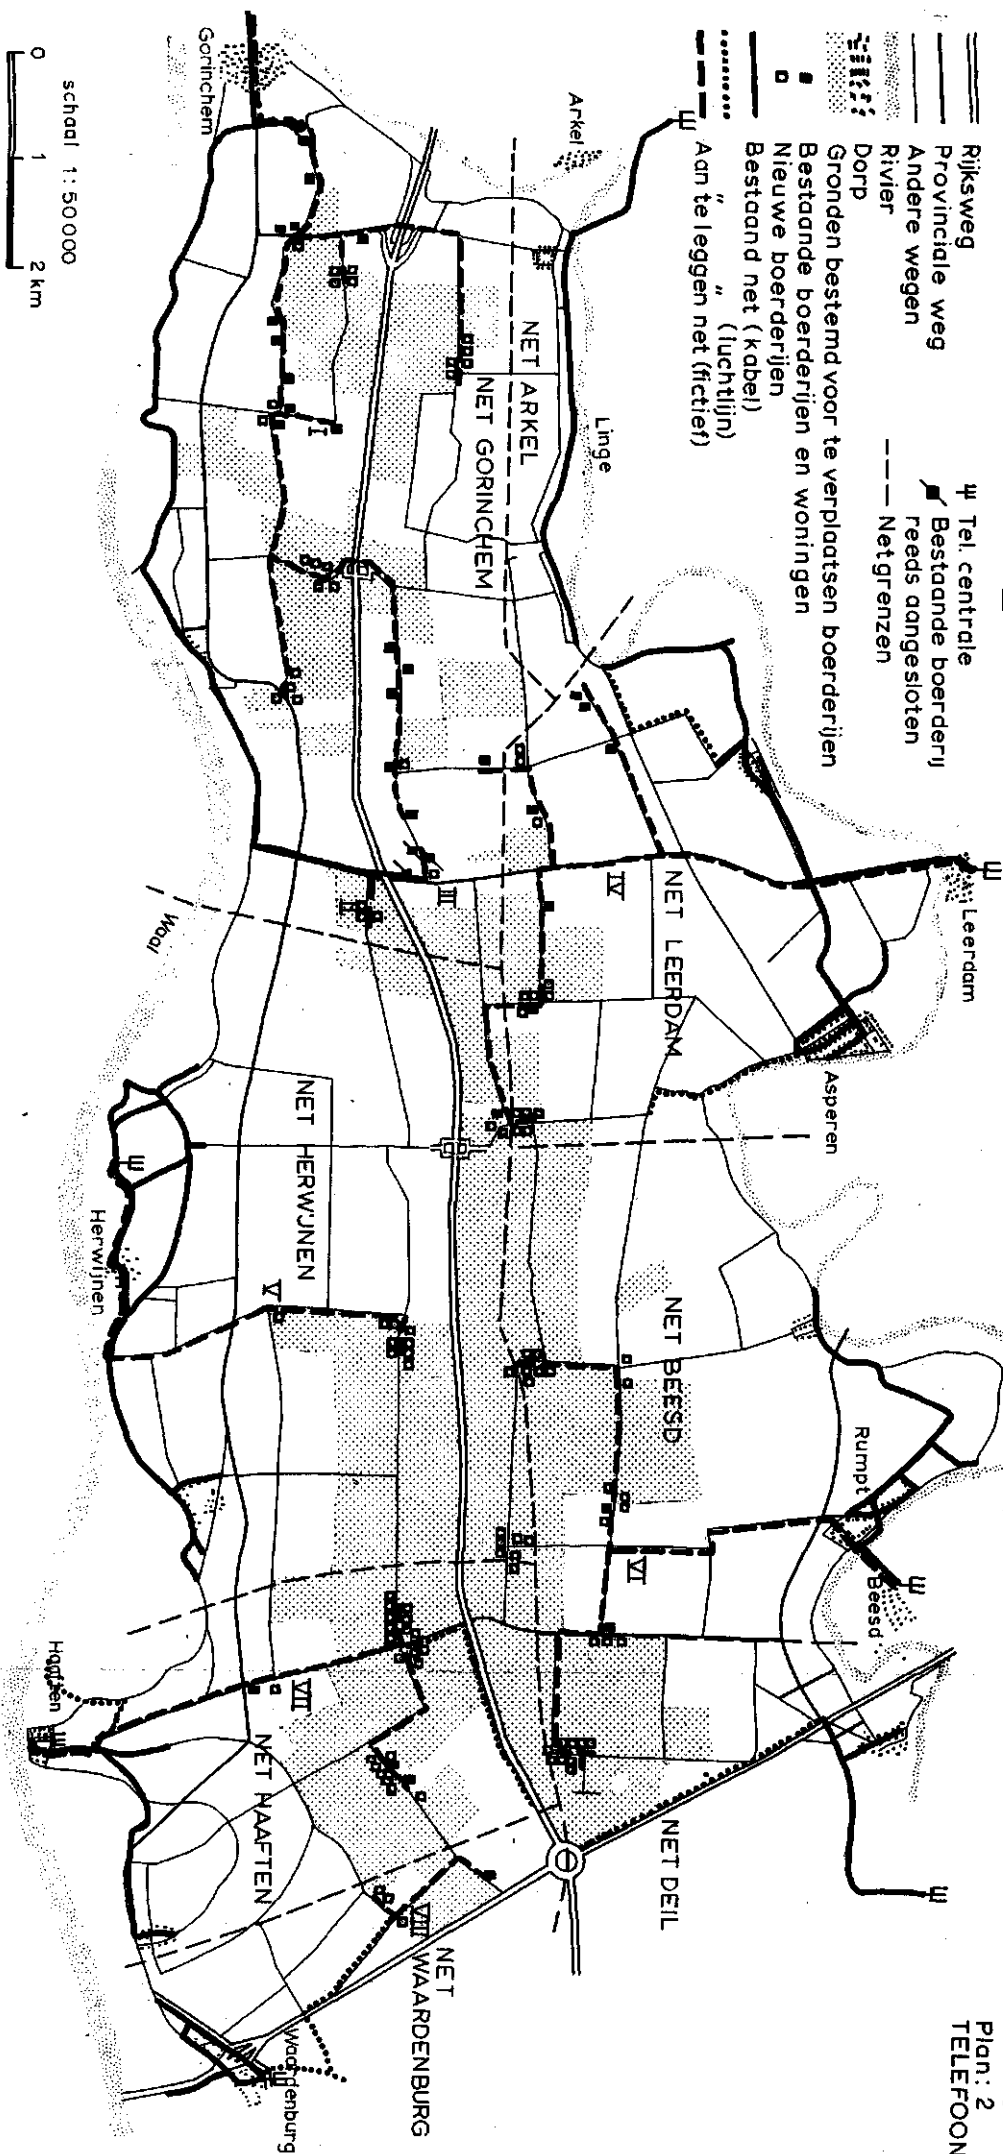 Plan: 2
TELEFOON
Rijksweg
Provinciale weg
Andere wegen
Rivier
Dorp
Gronden bestemd voor te verplaatsen boerderijen
Bestaande boerderijen en woningen
Nieuwe boerderijen
Bestaand net (kabel)
" " (luchtlijn)
Aan te leggen net (fictief)
Tel. centrale
Bestaande boerderij
reeds aangesloten
Netgrenzen
Gorinchem
Arkel
Linge
Leerdam
Asperen
Rumpt
Beesd
NET ARKEL
NET GORINCHEM
NET LEERDAM
NET BEESD
NET DEIL
NET HERWIJNEN
NET HAAFTEN
NET
WAARDENBURG
I
II
III
IV
V
VI
VII
VIII
Waal
Herwijnen
Haaften
Waardenburg
schaal 1:50000
0 1 2 km